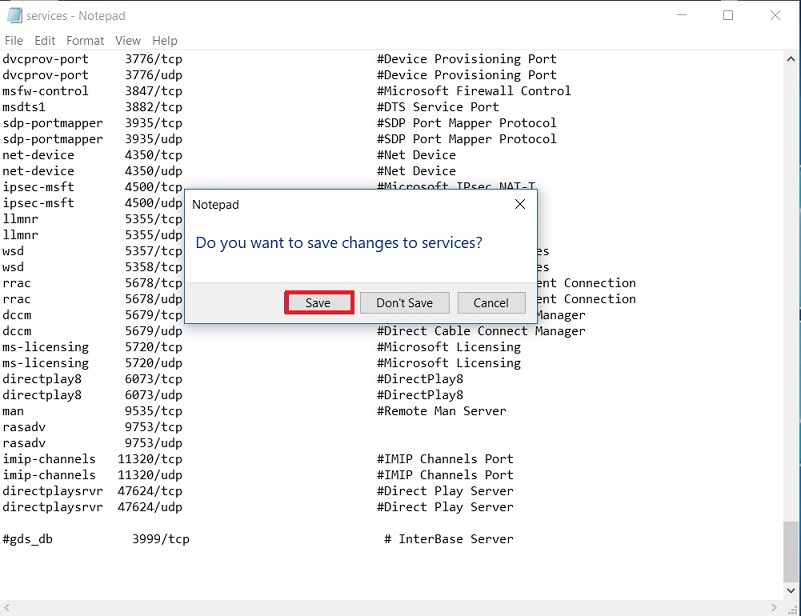 services - Notepad
File Edit Format View Help
dvcprov-port 3776/tcp #Device Provisioning Port
dvcprov-port 3776/udp #Device Provisioning Port
msfw-control 3847/tcp #Microsoft Firewall Control
msdts1 3882/tcp #DTS Service Port
sdp-portmapper 3935/tcp #SDP Port Mapper Protocol
sdp-portmapper 3935/udp #SDP Port Mapper Protocol
net-device 4350/tcp #Net Device
net-device 4350/udp #Net Device
ipsec-msft 4500/tcp #Microsoft IPsec NAT-T
ipsec-msft 4500/udp
llmnr 5355/tcp
llmnr 5355/udp
wsd 5357/tcp es
wsd 5358/tcp es
rrac 5678/tcp ent Connection
rrac 5678/udp ent Connection
dccm 5679/tcp Manager
dccm 5679/udp #Direct Cable Connect Manager
ms-licensing 5720/tcp #Microsoft Licensing
ms-licensing 5720/udp #Microsoft Licensing
directplay8 6073/tcp #DirectPlay8
directplay8 6073/udp #DirectPlay8
man 9535/tcp #Remote Man Server
rasadv 9753/tcp
rasadv 9753/udp
imip-channels 11320/tcp #IMIP Channels Port
imip-channels 11320/udp #IMIP Channels Port
directplaysrvr 47624/tcp #Direct Play Server
directplaysrvr 47624/udp #Direct Play Server
#gds_db 3999/tcp # InterBase Server
Notepad
Do you want to save changes to services?
Save Don't Save Cancel